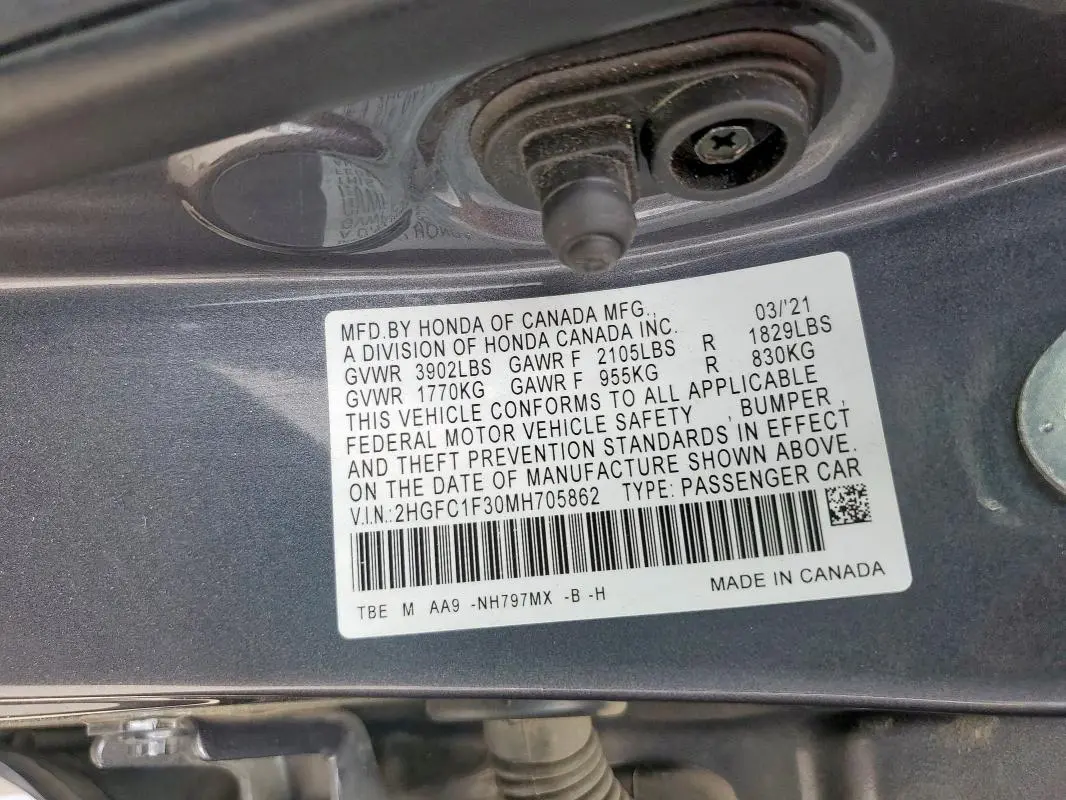 MFD.BY HONDA OF CANADA MFG., 03/'21
A DIVISION OF HONDA CANADA INC.
GVWR 3902LBS GAWR F 2105LBS R 1829LBS
GVWR 1770KG GAWR F 955KG R 830KG
THIS VEHICLE CONFORMS TO ALL APPLICABLE
FEDERAL MOTOR VEHICLE SAFETY , BUMPER ,
AND THEFT PREVENTION STANDARDS IN EFFECT
ON THE DATE OF MANUFACTURE SHOWN ABOVE.
V.I.N.:2HGFC1F30MH705862 TYPE: PASSENGER CAR
TBE M AA9 -NH797MX -B -H MADE IN CANADA